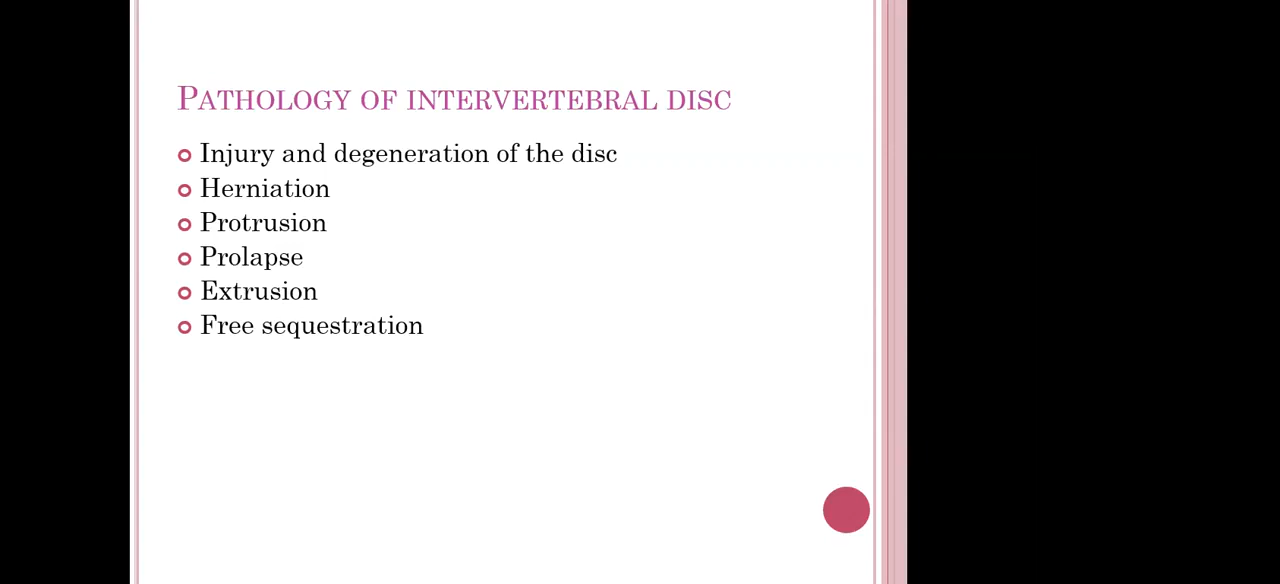 Pathology of intervertebral disc
Injury and degeneration of the disc
Herniation
Protrusion
Prolapse
Extrusion
Free sequestration